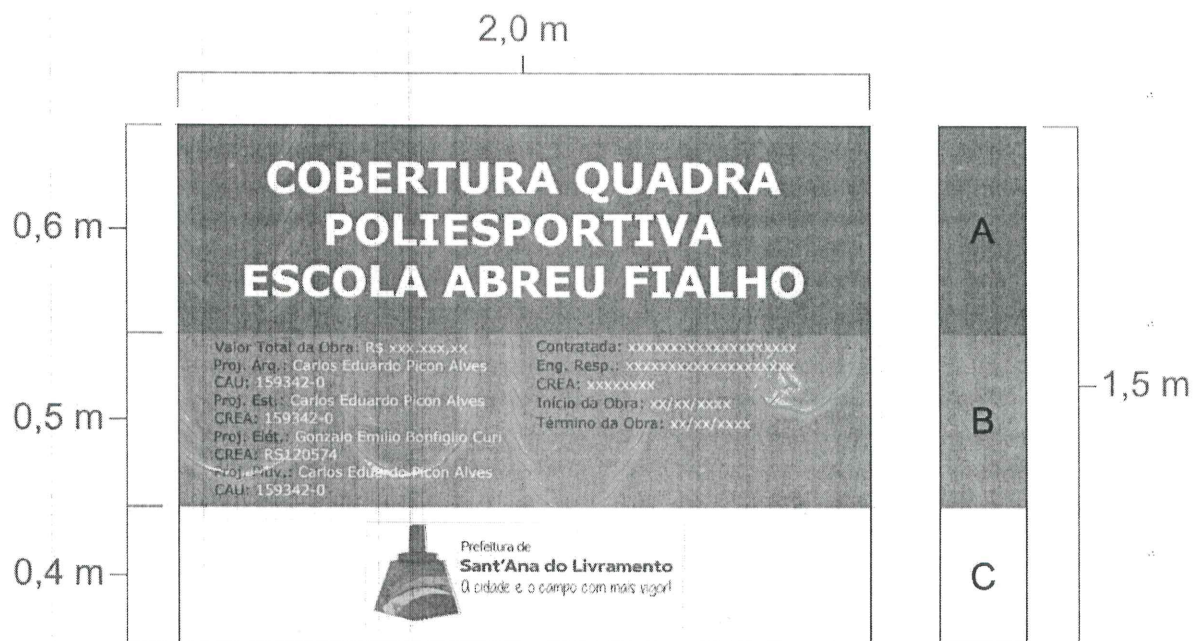 2,0 m
0,6 m
COBERTURA QUADRA
POLIESPORTIVA
ESCOLA ABREU FIALHO
A
0,5 m
Valor Total da Obra: R$ xxx.xxx,xx
Proj. Arq.: Carlos Eduardo Picon Alves
CAU: 159342-0
Proj. Est.: Carlos Eduardo Picon Alves
CREA: 159342-0
Proj. Elét.: Gonzalo Emilio Bonfiglio Curi
CREA: RS120574
Carlos Eduardo Picon Alves
CAU: 159342-0
Contratada: xxxxxxxxxxxxxxxxxxxxx
Eng. Resp.: xxxxxxxxxxxxxxxxxxxxx
CREA: xxxxxxxx
Início da Obra: xx/xx/xxxx
Término da Obra: xx/xx/xxxx
B
1,5 m
0,4 m
Prefeitura de
Sant'Ana do Livramento
A cidade e o campo com mais vigor!
C